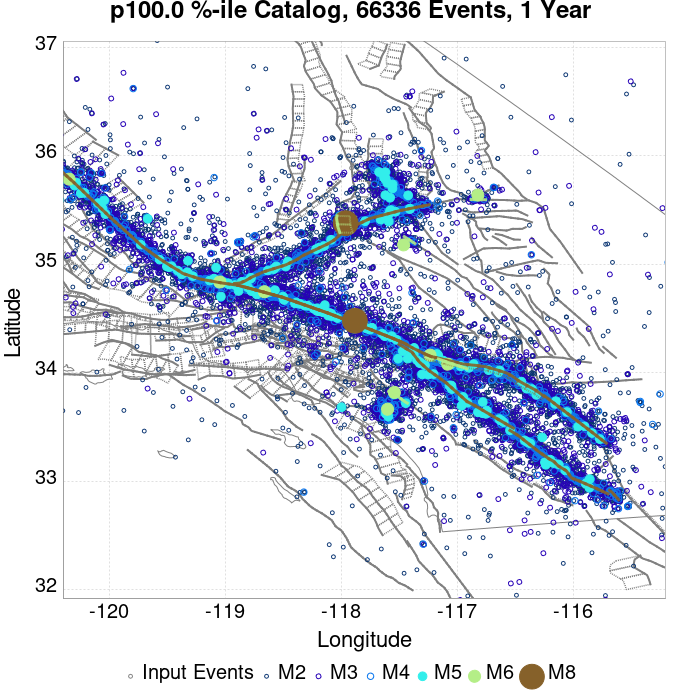 p100.0 %-ile Catalog, 66336 Events, 1 Year
37
36
35
34
33
32
Latitude
-120 -119 -118 -117 -116
Longitude
Input Events M2 M3 M4 M5 M6 M8